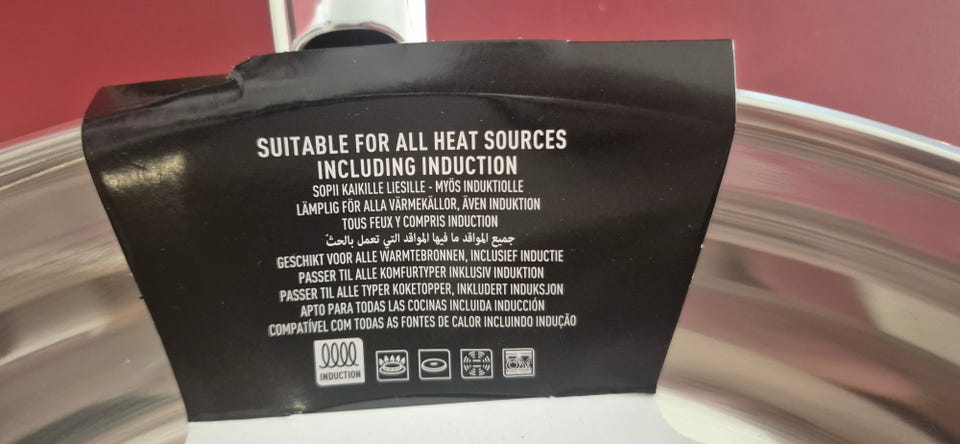 SUITABLE FOR ALL HEAT SOURCES
INCLUDING INDUCTION
SOPII KAIKILLE LIESILLE - MYÖS INDUKTIOLLE
LÄMPLIG FÖR ALLA VÄRMEKÄLLOR, ÄVEN INDUKTION
TOUS FEUX Y COMPRIS INDUCTION
جميع المواقد ما فيها المواقد التي تعمل بالحثّ
GESCHIKT VOOR ALLE WARMTEBRONNEN, INCLUSIEF INDUCTIE
PASSER TIL ALLE KOMFURTYPER INKLUSIV INDUKTION
PASSER TIL ALLE TYPER KOKETOPPER, INKLUDERT INDUKSJON
APTO PARA TODAS LAS COCINAS INCLUIDA INDUCCIÓN
COMPATÍVEL COM TODAS AS FONTES DE CALOR INCLUINDO INDUÇÃO
INDUCTION